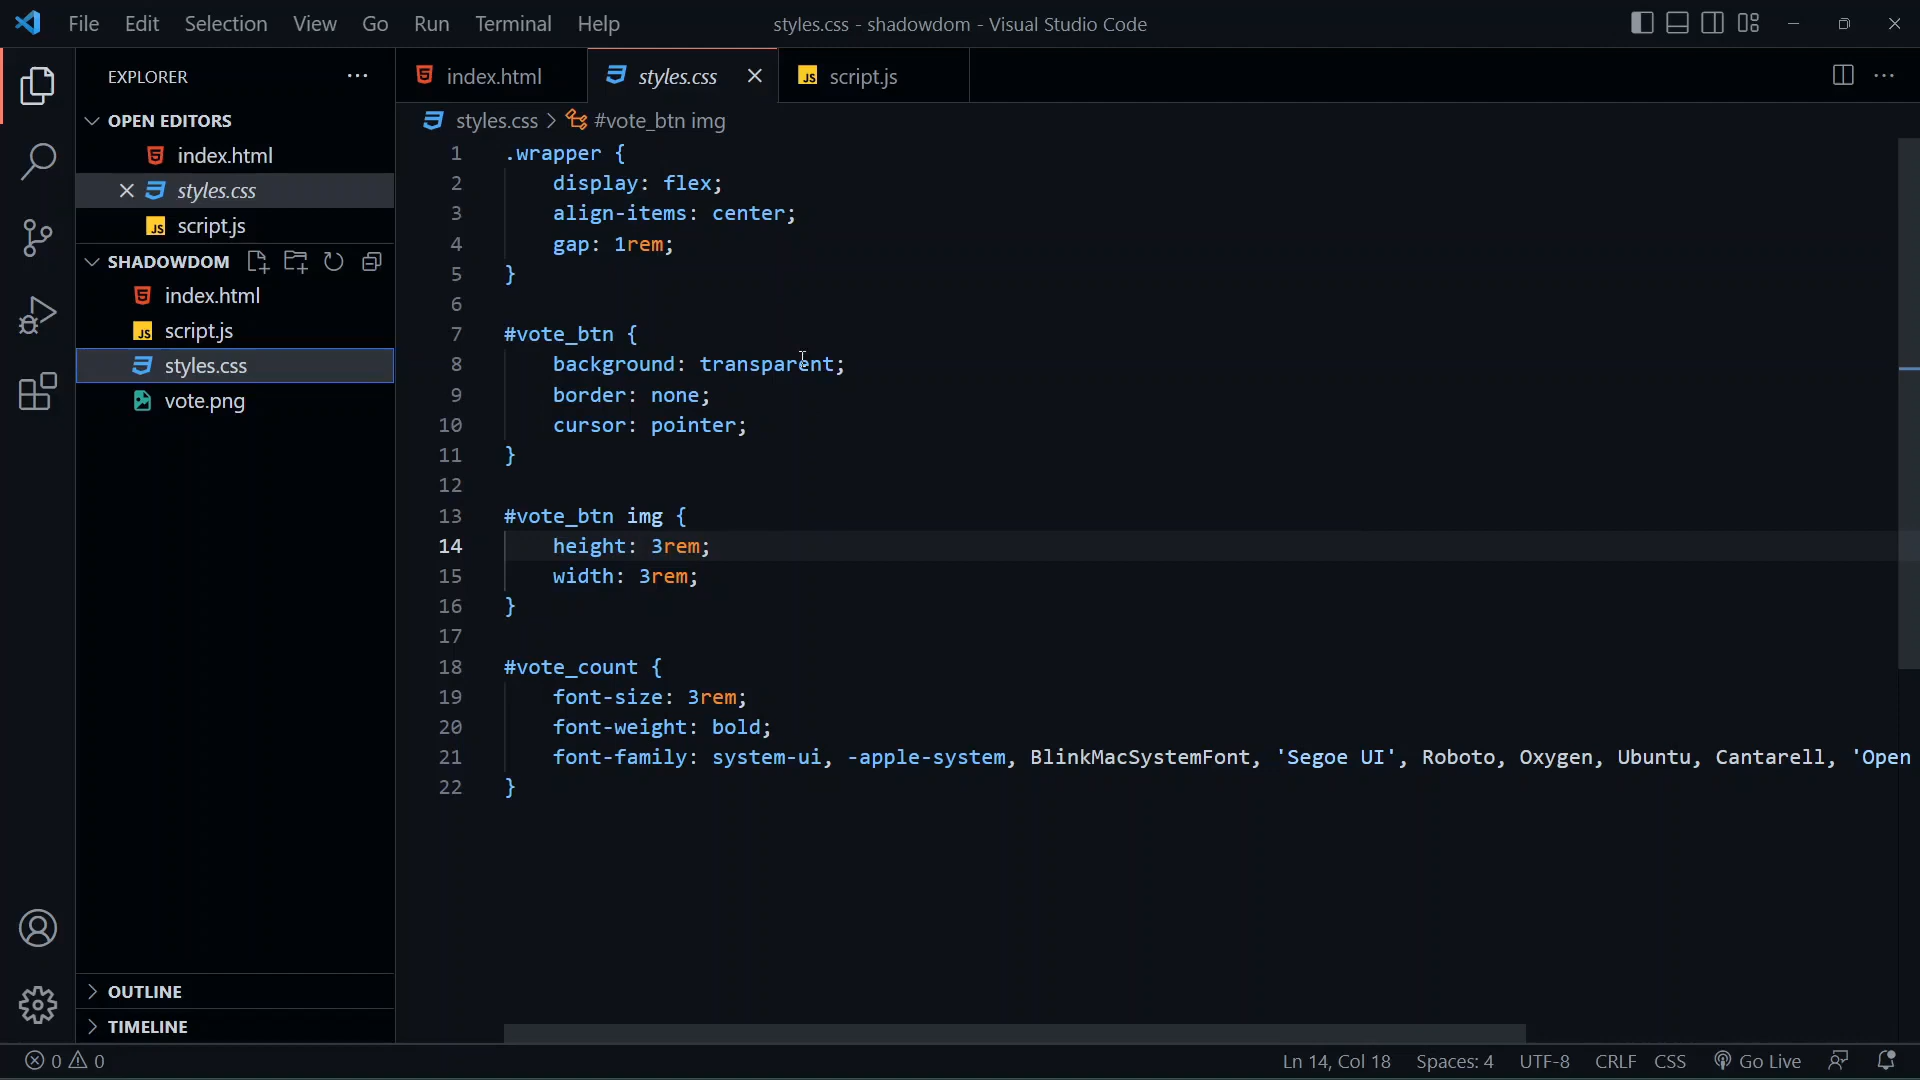 File Edit Selection View Go Run Terminal Help styles.css - shadowdom - Visual Studio Code
EXPLORER
OPEN EDITORS
index.html
styles.css
script.js
SHADOWDOM
index.html
script.js
styles.css
vote.png
OUTLINE
TIMELINE
index.html styles.css script.js
styles.css > #vote_btn img
1 .wrapper {
2 display: flex;
3 align-items: center;
4 gap: 1rem;
5 }
6
7 #vote_btn {
8 background: transparent;
9 border: none;
10 cursor: pointer;
11 }
12
13 #vote_btn img {
14 height: 3rem;
15 width: 3rem;
16 }
17
18 #vote_count {
19 font-size: 3rem;
20 font-weight: bold;
21 font-family: system-ui, -apple-system, BlinkMacSystemFont, 'Segoe UI', Roboto, Oxygen, Ubuntu, Cantarell, 'Open
22 }
0 0 Ln 14, Col 18 Spaces: 4 UTF-8 CRLF CSS Go Live